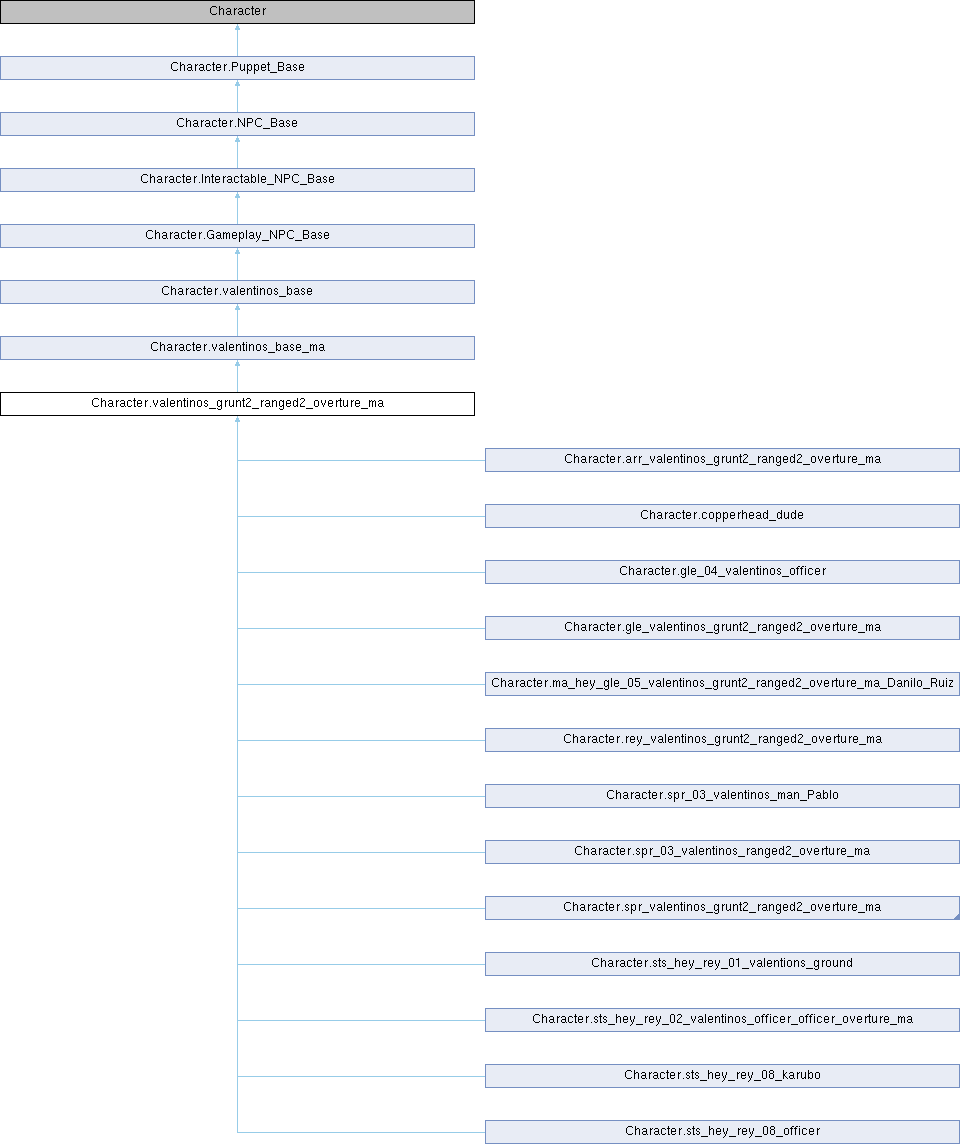 Character
Character.Puppet_Base
Character.NPC_Base
Character.Interactable_NPC_Base
Character.Gameplay_NPC_Base
Character.valentinos_base
Character.valentinos_base_ma
Character.valentinos_grunt2_ranged2_overture_ma
Character.arr_valentinos_grunt2_ranged2_overture_ma
Character.copperhead_dude
Character.gle_04_valentinos_officer
Character.gle_valentinos_grunt2_ranged2_overture_ma
Character.ma_hey_gle_05_valentinos_grunt2_ranged2_overture_ma_Danilo_Ruiz
Character.rey_valentinos_grunt2_ranged2_overture_ma
Character.spr_03_valentinos_man_Pablo
Character.spr_03_valentinos_ranged2_overture_ma
Character.spr_valentinos_grunt2_ranged2_overture_ma
Character.sts_hey_rey_01_valentions_ground
Character.sts_hey_rey_02_valentinos_officer_officer_overture_ma
Character.sts_hey_rey_08_karubo
Character.sts_hey_rey_08_officer